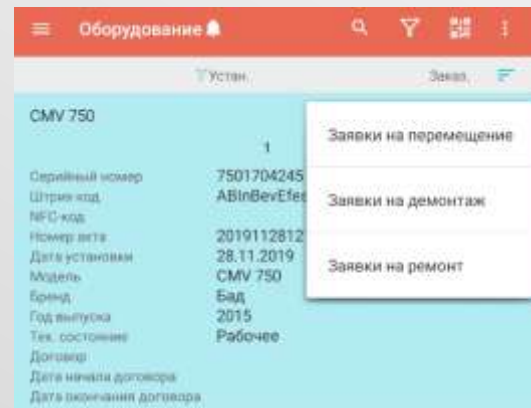 Оборудование
Устан. Заказ.
CMV 750
1
Заявки на перемещение
Заявки на демонтаж
Заявки на ремонт
Серийный номер 7501704245
Штрих код ABInBevEfes
NFC-код
Номер акта 2019112812
Дата установки 28.11.2019
Модель CMV 750
Бренд Бад
Год выпуска 2015
Тех. состояние Рабочее
Договор
Дата начала договора
Дата окончания договора